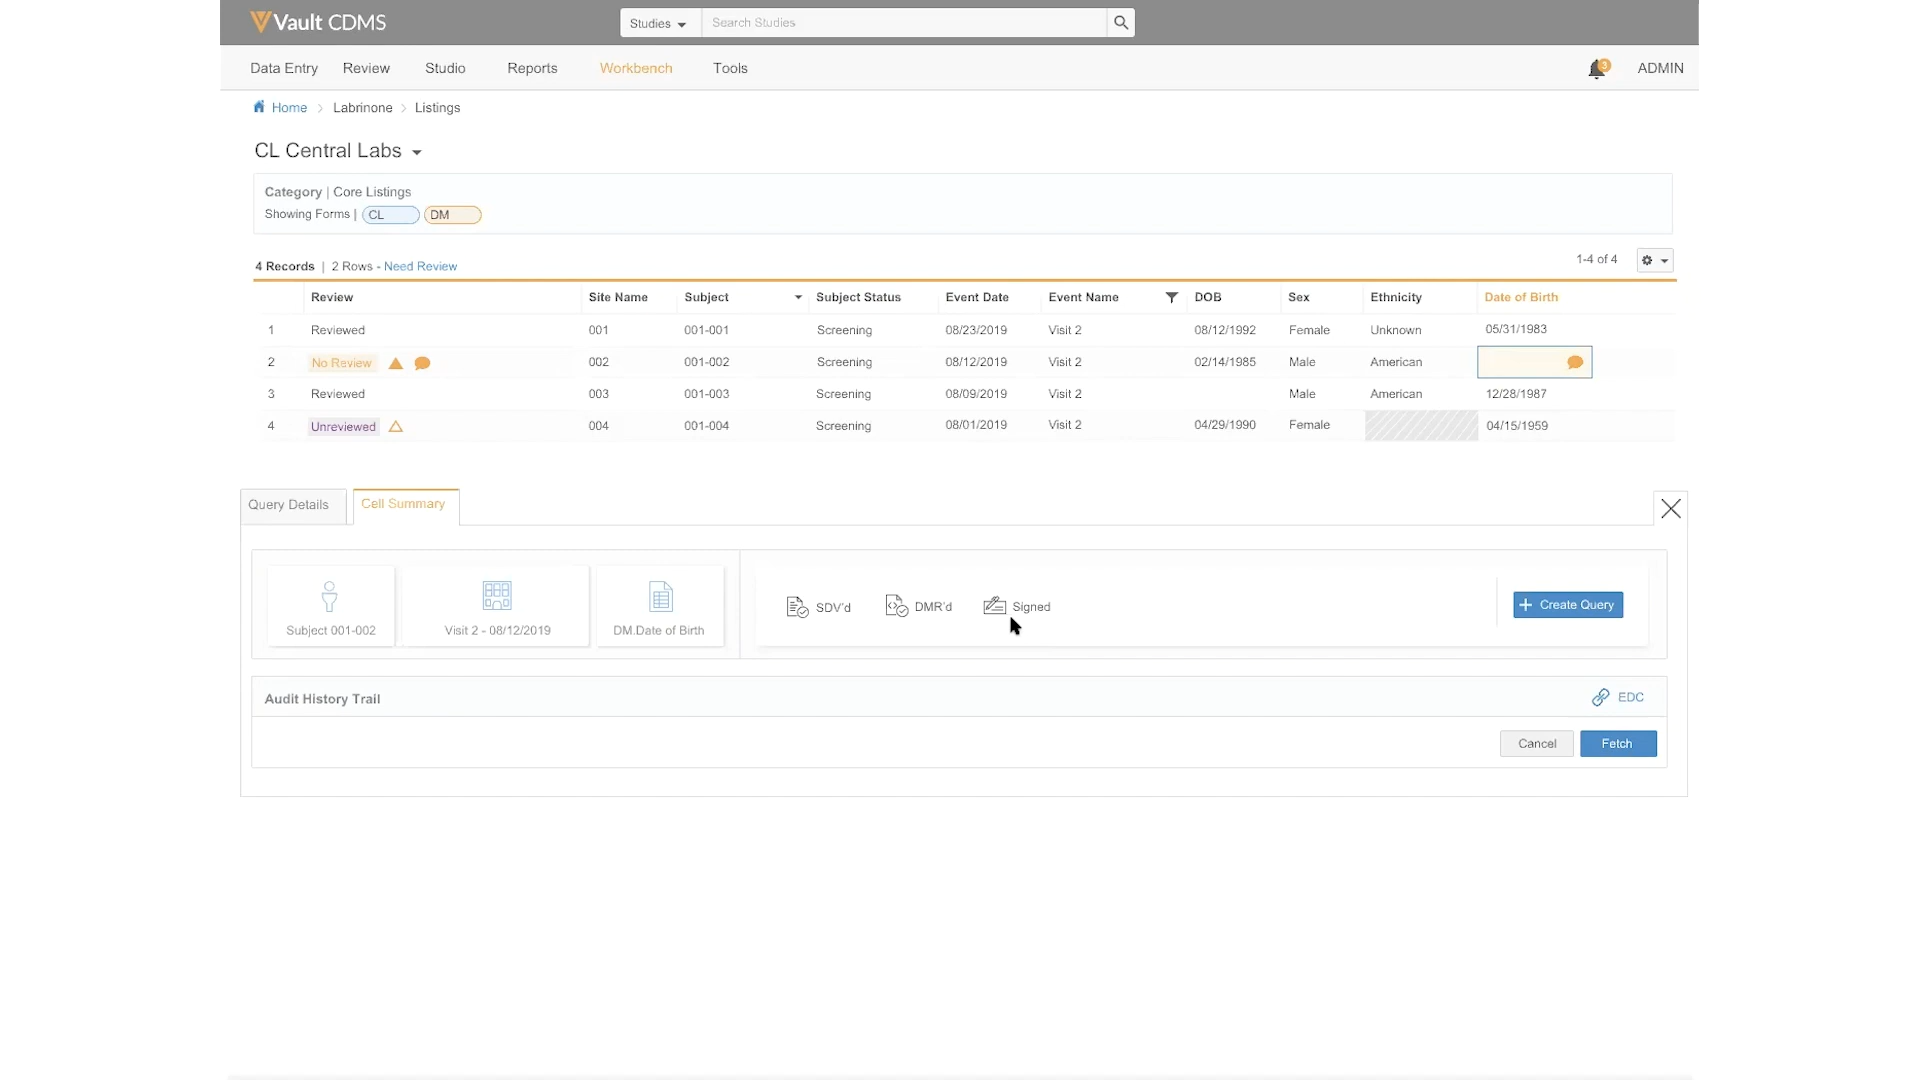 Vault CDMS
Studies Search Studies
Data Entry Review Studio Reports Workbench Tools 3 ADMIN
Home > Labrinone > Listings
CL Central Labs
Category | Core Listings
Showing Forms | CL DM
4 Records | 2 Rows - Need Review 1-4 of 4
Review Site Name Subject Subject Status Event Date Event Name DOB Sex Ethnicity Date of Birth
1 Reviewed 001 001-001 Screening 08/23/2019 Visit 2 08/12/1992 Female Unknown 05/31/1983
2 No Review 002 001-002 Screening 08/12/2019 Visit 2 02/14/1985 Male American
3 Reviewed 003 001-003 Screening 08/09/2019 Visit 2 Male American 12/28/1987
4 Unreviewed 004 001-004 Screening 08/01/2019 Visit 2 04/29/1990 Female 04/15/1959
Query Details Cell Summary
SDV'd DMR'd Signed + Create Query
Subject 001-002 Visit 2 - 08/12/2019 DM.Date of Birth
Audit History Trail EDC
Cancel Fetch